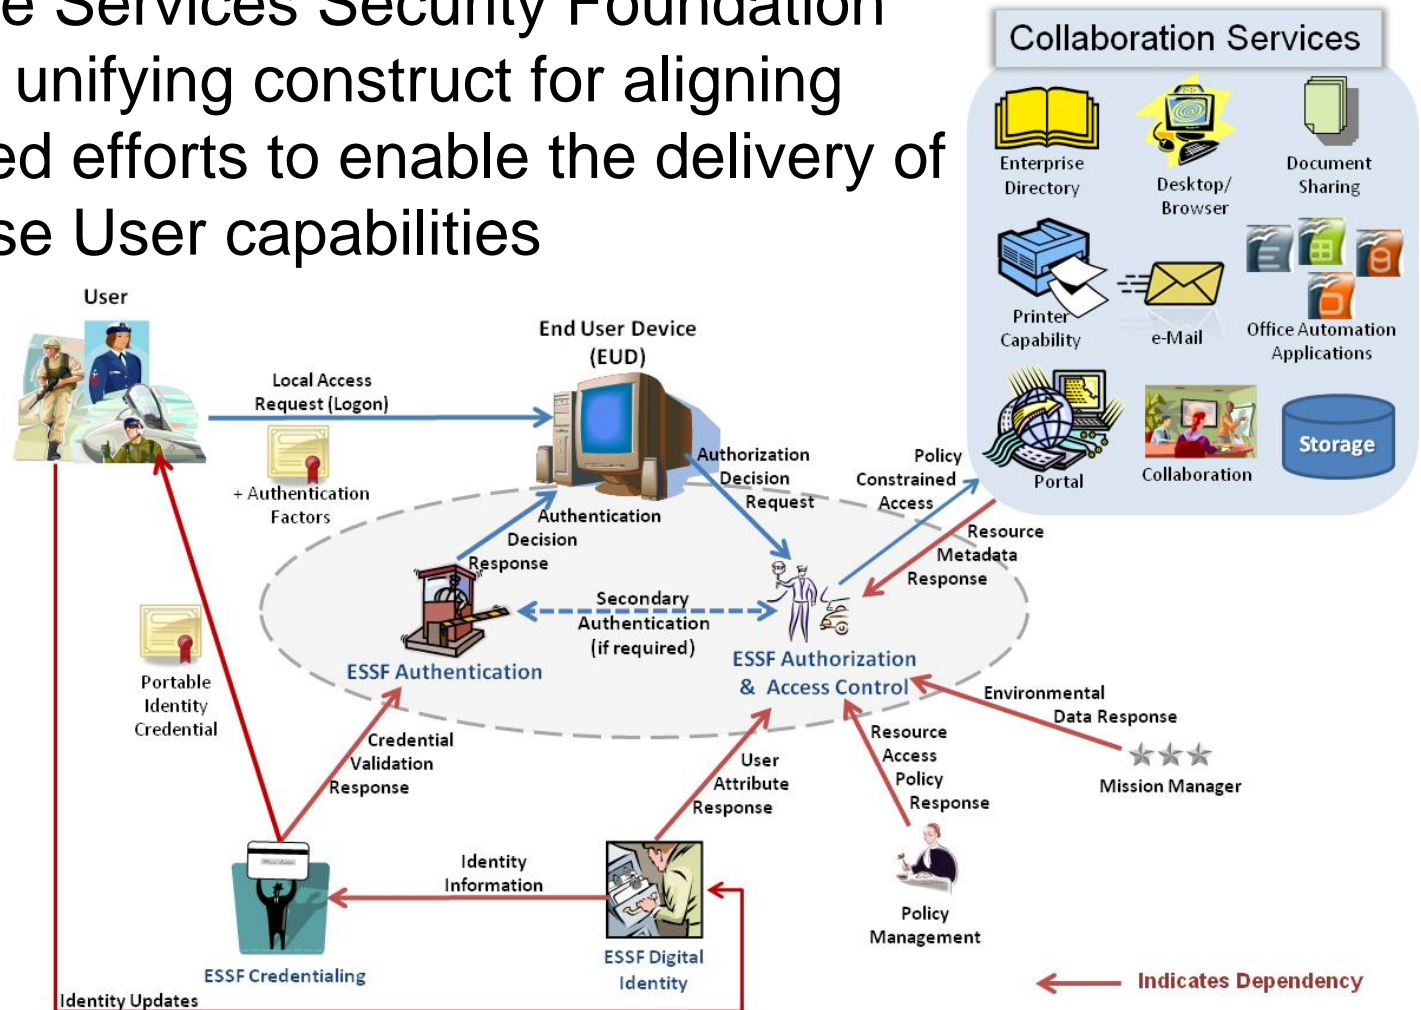 e Services Security Foundation
unifying construct for aligning
ed efforts to enable the delivery of
se User capabilities
Collaboration Services
Enterprise
Directory
Desktop/
Browser
Document
Sharing
Printer
Capability
e-Mail
Office Automation
Applications
Portal
Collaboration
Storage
User
End User Device
(EUD)
Local Access
Request (Logon)
+ Authentication
Factors
Authentication
Decision
Response
Authorization
Decision
Request
Policy
Constrained
Access
Resource
Metadata
Response
Secondary
Authentication
(if required)
ESSF Authentication
ESSF Authorization
& Access Control
Portable
Identity
Credential
Credential
Validation
Response
User
Attribute
Response
Resource
Access
Policy
Response
Environmental
Data Response
Mission Manager
Identity
Information
Policy
Management
ESSF Credentialing
ESSF Digital
Identity
Identity Updates
Indicates Dependency